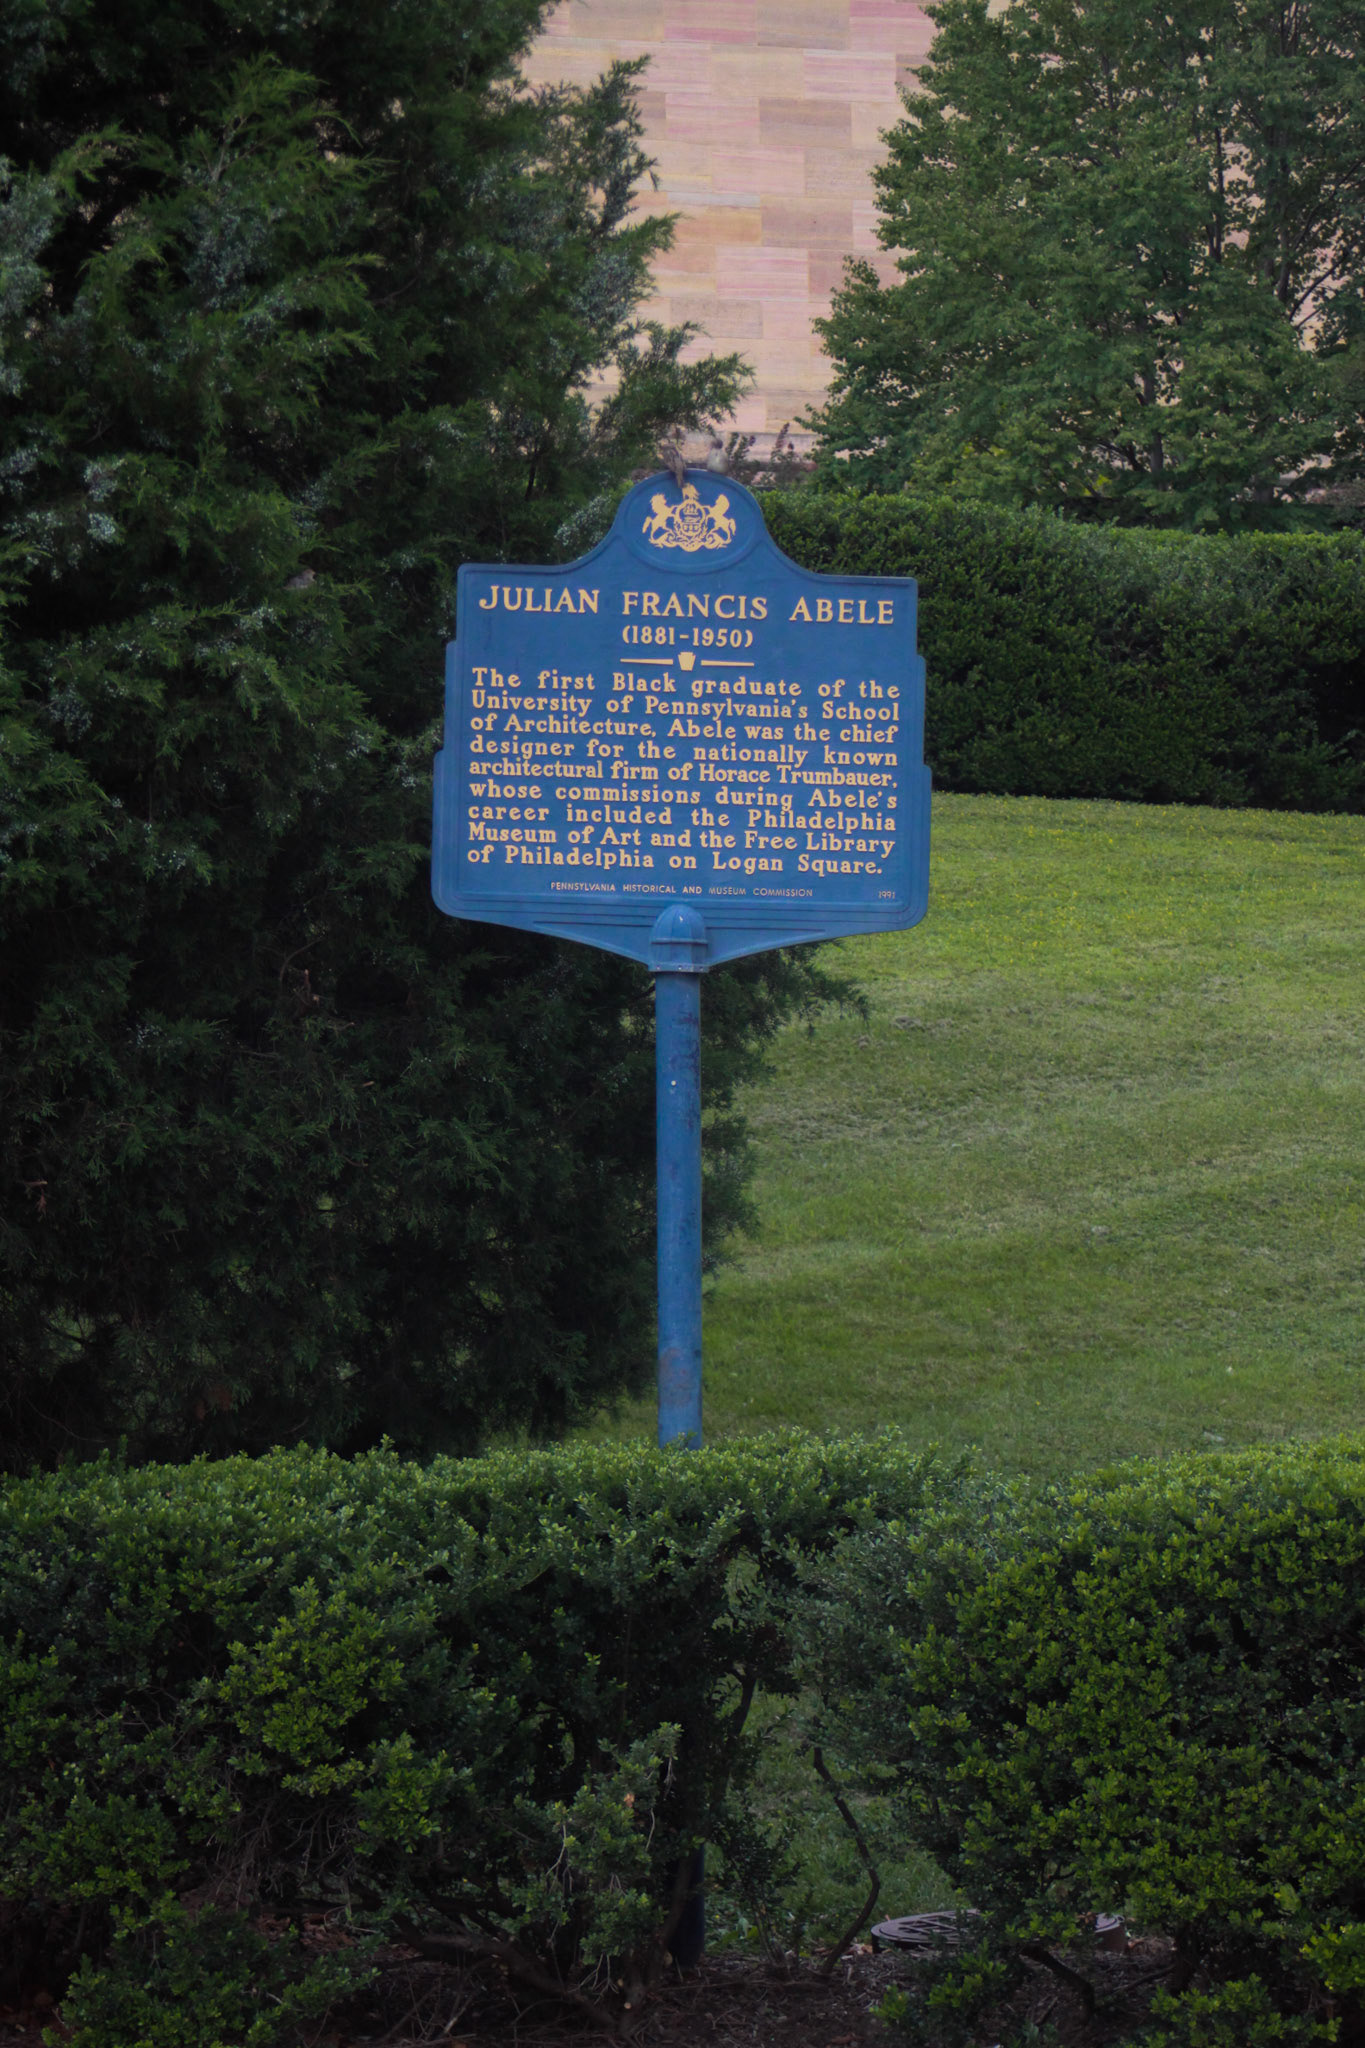 JULIAN FRANCIS ABELE
(1881-1950)
The first Black graduate of the
University of Pennsylvania's School
of Architecture, Abele was the chief
designer for the nationally known
architectural firm of Horace Trumbauer,
whose commissions during Abele's
career included the Philadelphia
Museum of Art and the Free Library
of Philadelphia on Logan Square.
PENNSYLVANIA HISTORICAL AND MUSEUM COMMISSION 1991